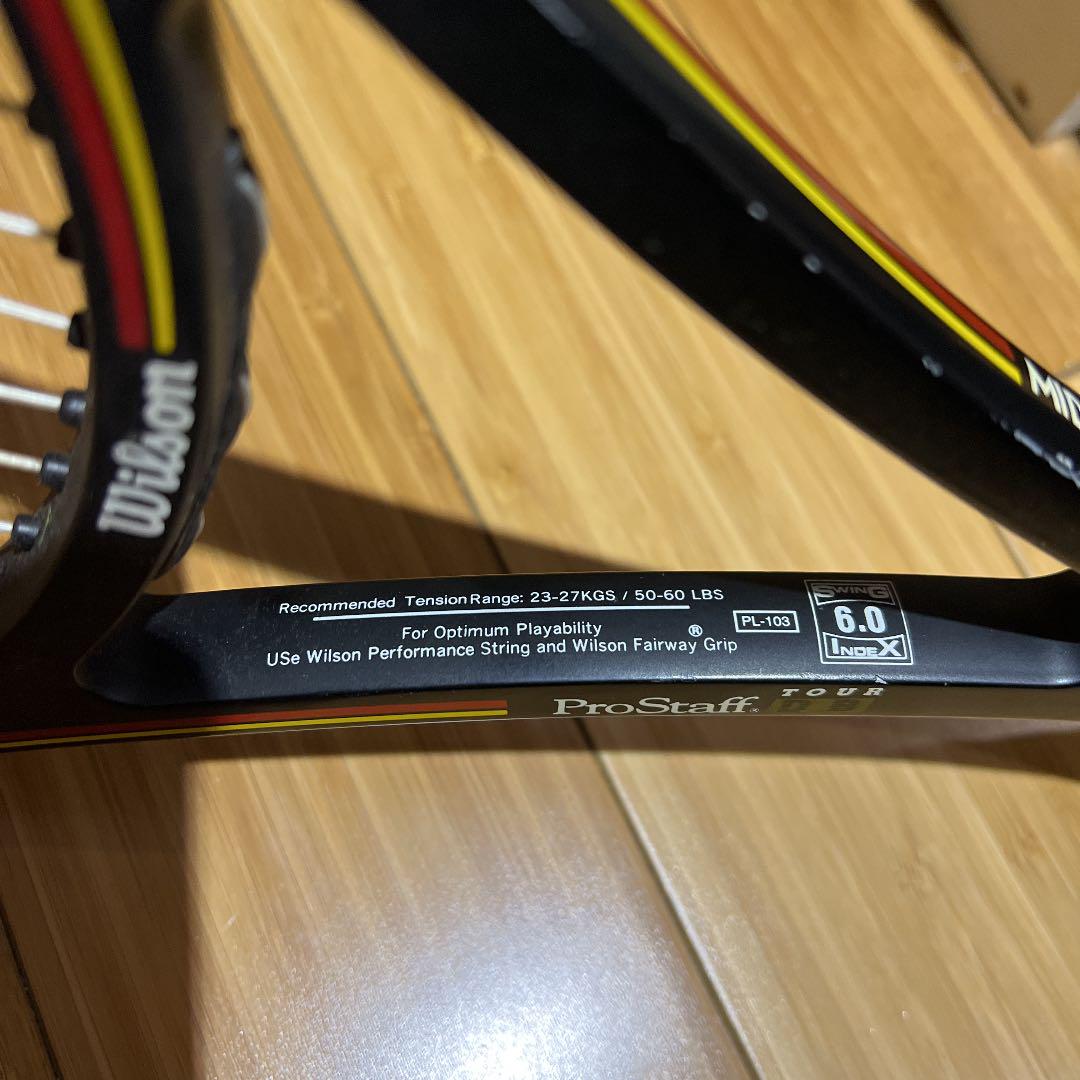 Wilson
Recommended Tension Range: 23-27KGS / 50-60 LBS
For Optimum Playability
USe Wilson Performance String and Wilson Fairway® Grip
PL-103
SWING
6.0
INDEX
ProStaff® TOUR